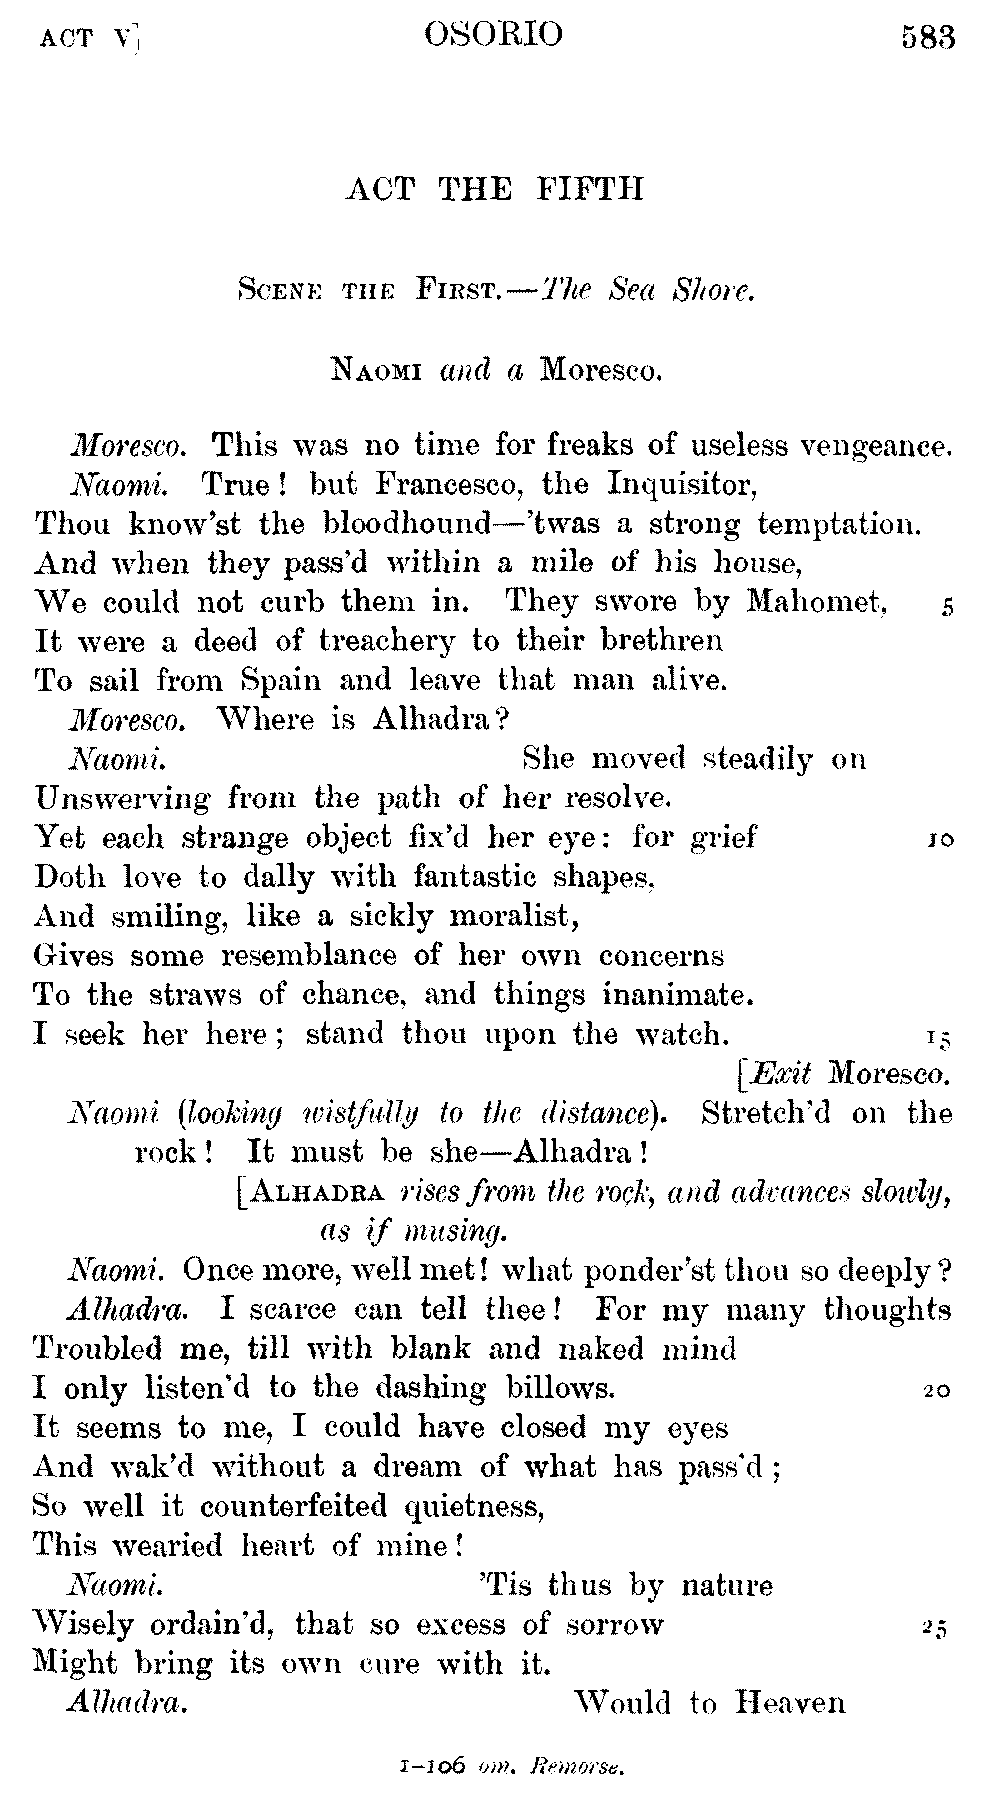 ACT V] OSORIO 583
ACT THE FIFTH
SCENE THE FIRST.—The Sea Shore.
NAOMI and a Moresco.
Moresco. This was no time for freaks of useless vengeance.
Naomi. True! but Francesco, the Inquisitor,
Thou know'st the bloodhound—'twas a strong temptation.
And when they pass'd within a mile of his house,
We could not curb them in. They swore by Mahomet, 5
It were a deed of treachery to their brethren
To sail from Spain and leave that man alive.
Moresco. Where is Alhadra?
Naomi. She moved steadily on
Unswerving from the path of her resolve.
Yet each strange object fix'd her eye: for grief 10
Doth love to dally with fantastic shapes,
And smiling, like a sickly moralist,
Gives some resemblance of her own concerns
To the straws of chance, and things inanimate.
I seek her here; stand thou upon the watch. 15
[Exit Moresco.
Naomi (looking wistfully to the distance). Stretch'd on the
rock! It must be she—Alhadra!
[ALHADRA rises from the rock, and advances slowly,
as if musing.
Naomi. Once more, well met! what ponder'st thou so deeply?
Alhadra. I scarce can tell thee! For my many thoughts
Troubled me, till with blank and naked mind
I only listen'd to the dashing billows. 20
It seems to me, I could have closed my eyes
And wak'd without a dream of what has pass'd;
So well it counterfeited quietness,
This wearied heart of mine!
Naomi. 'Tis thus by nature
Wisely ordain'd, that so excess of sorrow 25
Might bring its own cure with it.
Alhadra. Would to Heaven
1-106 om. Remorse.